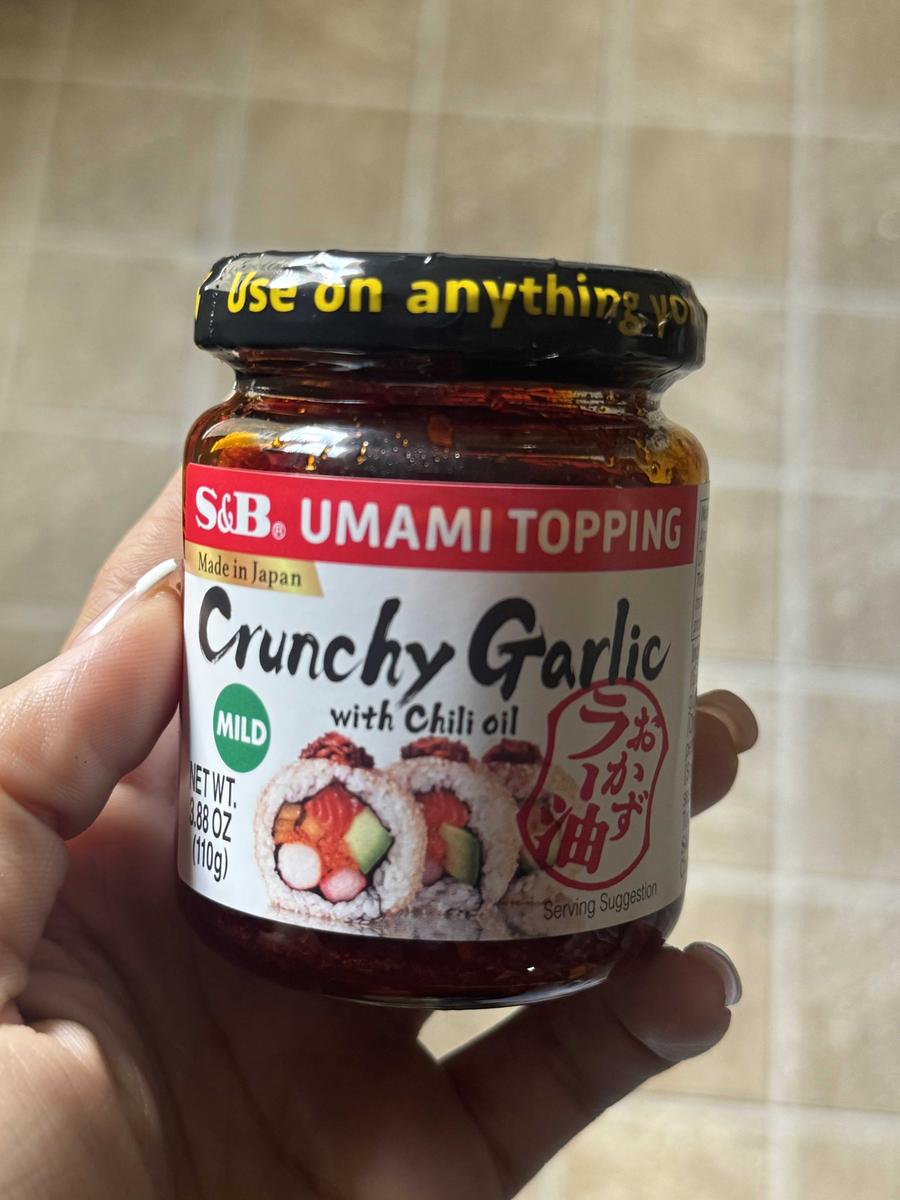 Use on anything yo
S&B® UMAMI TOPPING
Made in Japan
Crunchy Garlic
with Chili oil
MILD
おかず
ラー油
NET WT.
3.88 OZ
(110g)
Serving Suggestion